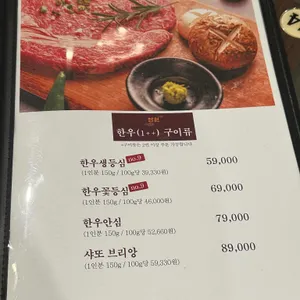 한우(1++) 구이류
한우생등심 no.9 59,000
(1인분 150g / 100g당 39,330원)
한우꽃등심 no.9 69,000
(1인분 150g / 100g당 46,000원)
한우안심 79,000
(1인분 150g / 100g당 52,660원)
샤또 브리앙 89,000
(1인분 150g / 100g당 59,330원)